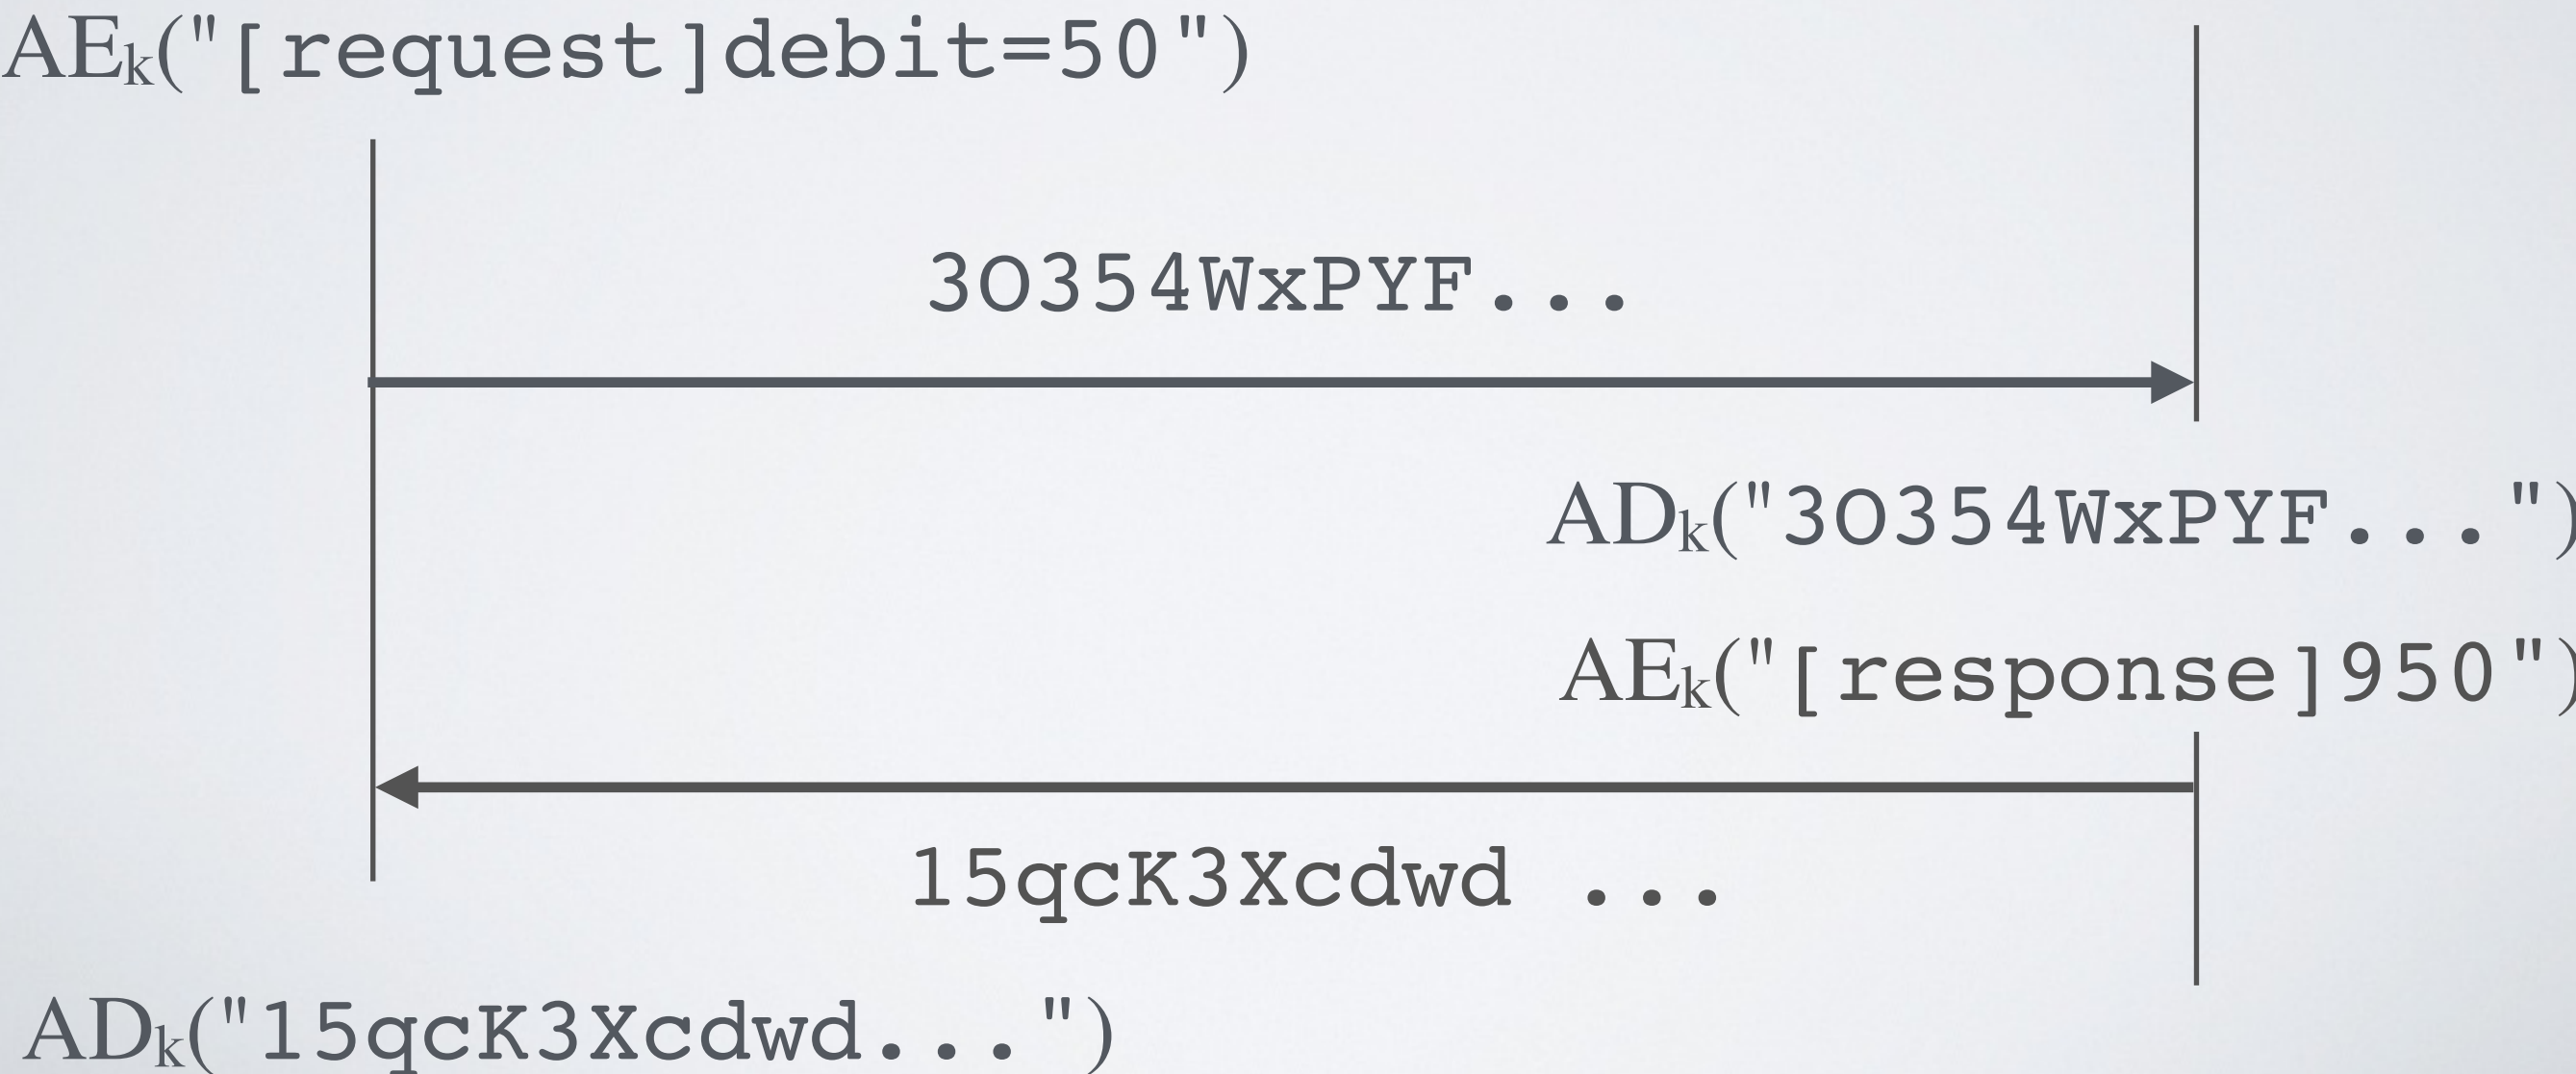 AEk("[request]debit=50")
3O354WxPYF...
ADk("3O354WxPYF...")
AEk("[response]950")
15qcK3Xcdwd ...
ADk("15qcK3Xcdwd...")